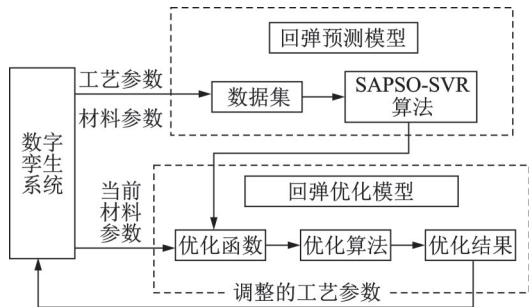 回弹预测模型
工艺参数
材料参数
数据集
SAPSO-SVR
算法
数字
孪生
系统
当前
材料
参数
回弹优化模型
优化函数
优化算法
优化结果
调整的工艺参数